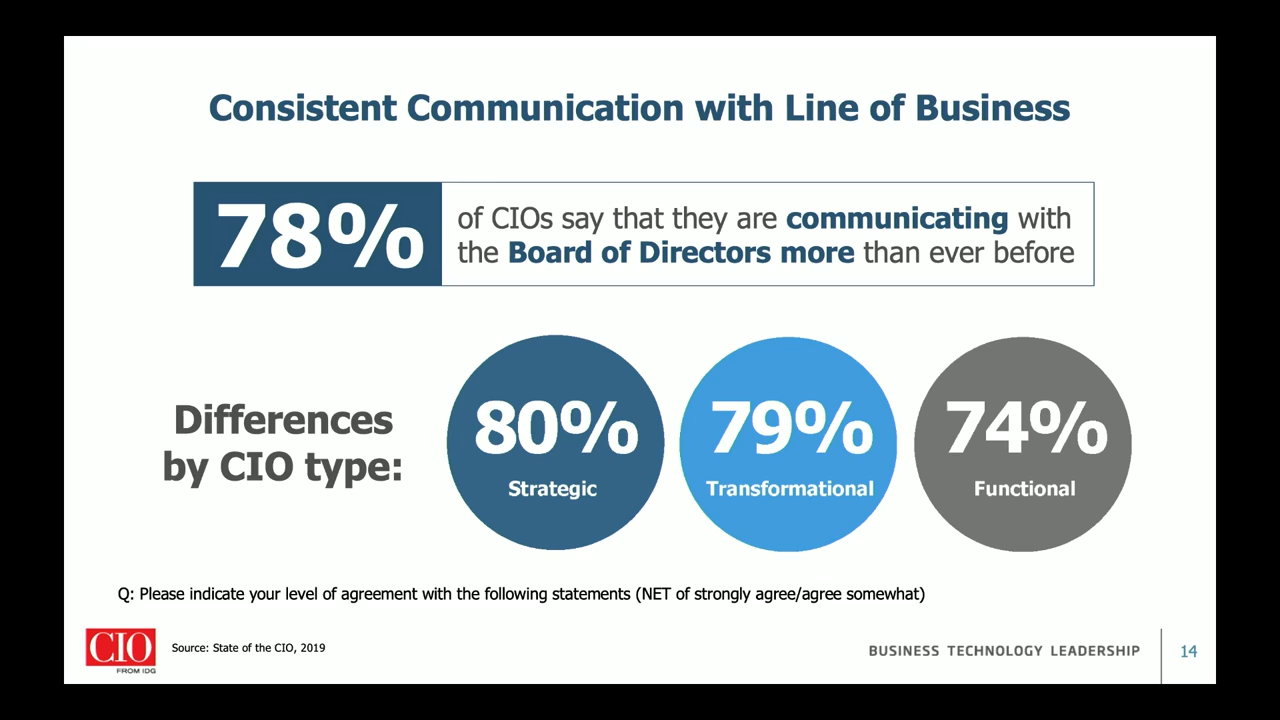 Consistent Communication with Line of Business
78%
of CIOs say that they are communicating with
the Board of Directors more than ever before
Differences
by CIO type:
80%
Strategic
79%
Transformational
74%
Functional
Q: Please indicate your level of agreement with the following statements (NET of strongly agree/agree somewhat)
CIO
FROM IDG
Source: State of the CIO, 2019
BUSINESS TECHNOLOGY LEADERSHIP
14